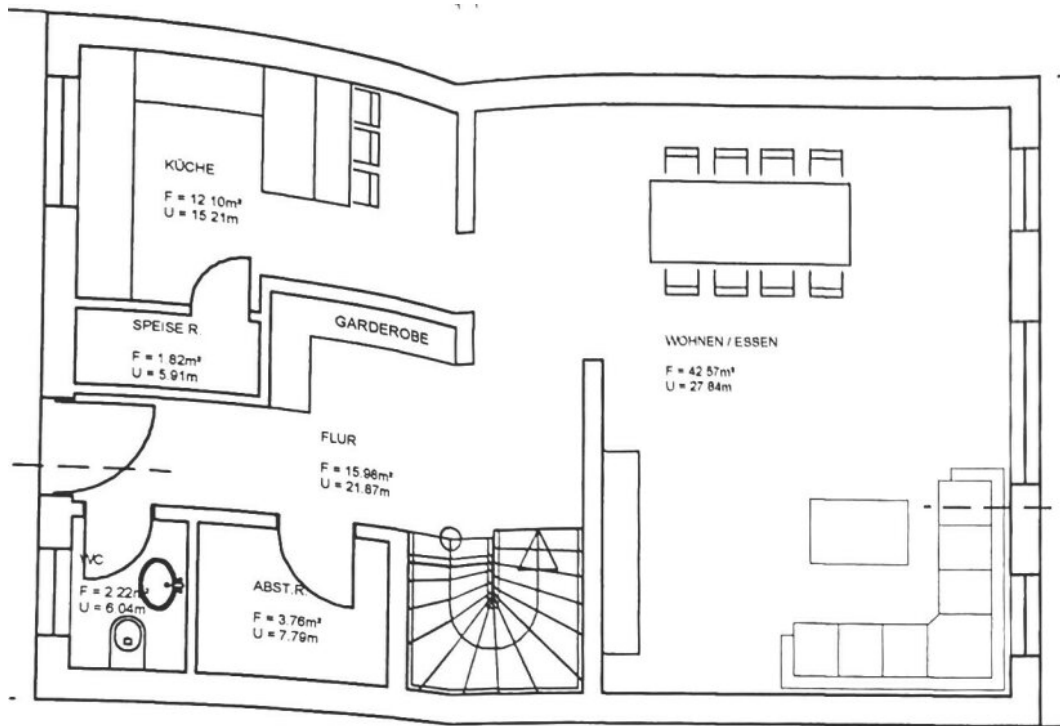 KÜCHE
F = 12.10m²
U = 15.21m
SPEISE R.
F = 1.82m²
U = 5.91m
GARDEROBE
WOHNEN / ESSEN
F = 42.57m²
U = 27.84m
FLUR
F = 15.98m²
U = 21.87m
WC
F = 2.22m²
U = 6.04m
ABST.R.
F = 3.76m²
U = 7.79m